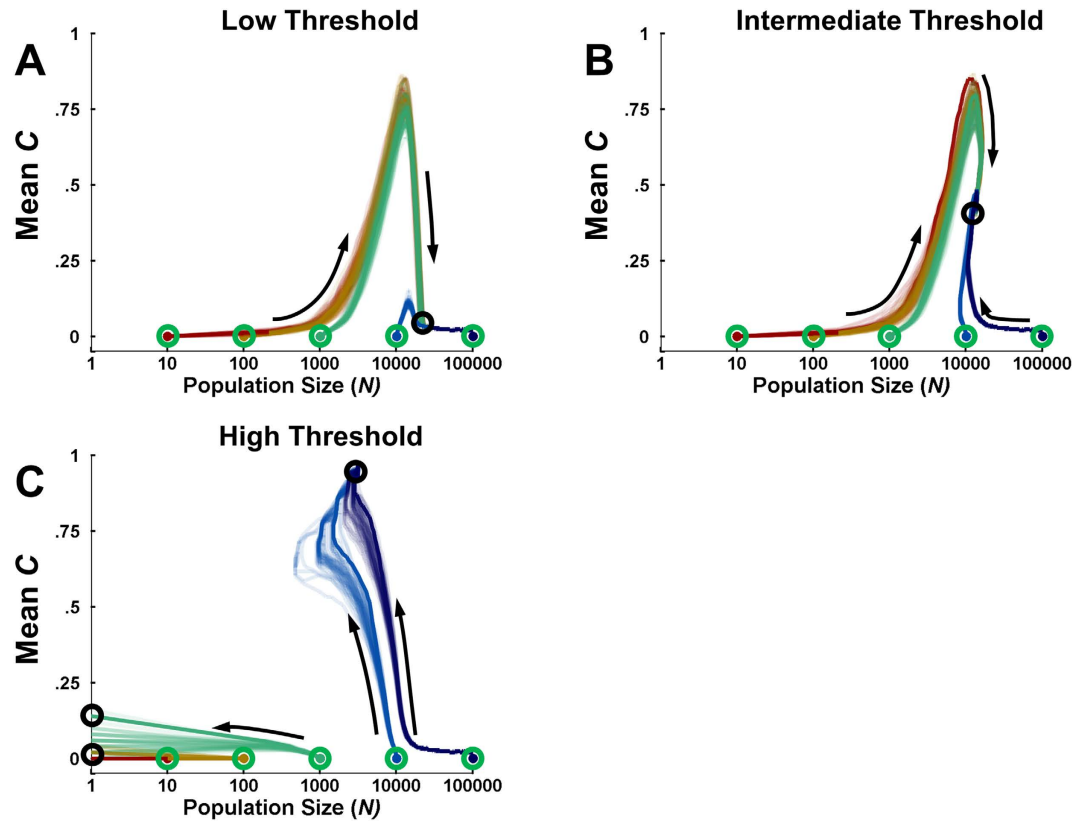 Low Threshold
A
1
.75
.5
.25
0
Mean C
1 10 100 1000 10000 100000
Population Size (N)
Intermediate Threshold
B
1
.75
.5
.25
0
Mean C
1 10 100 1000 10000 100000
Population Size (N)
High Threshold
C
1
.75
.5
.25
0
Mean C
1 10 100 1000 10000 100000
Population Size (N)